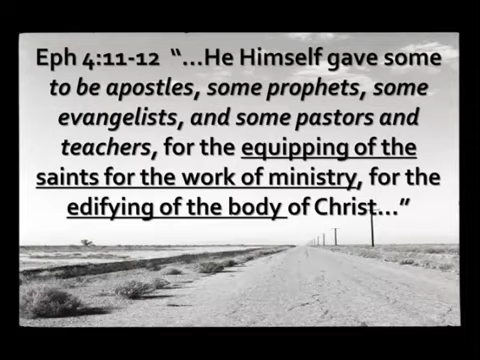 Eph 4:11-12 “...He Himself gave some
to be apostles, some prophets, some
evangelists, and some pastors and
teachers, for the equipping of the
saints for the work of ministry, for the
edifying of the body of Christ...”